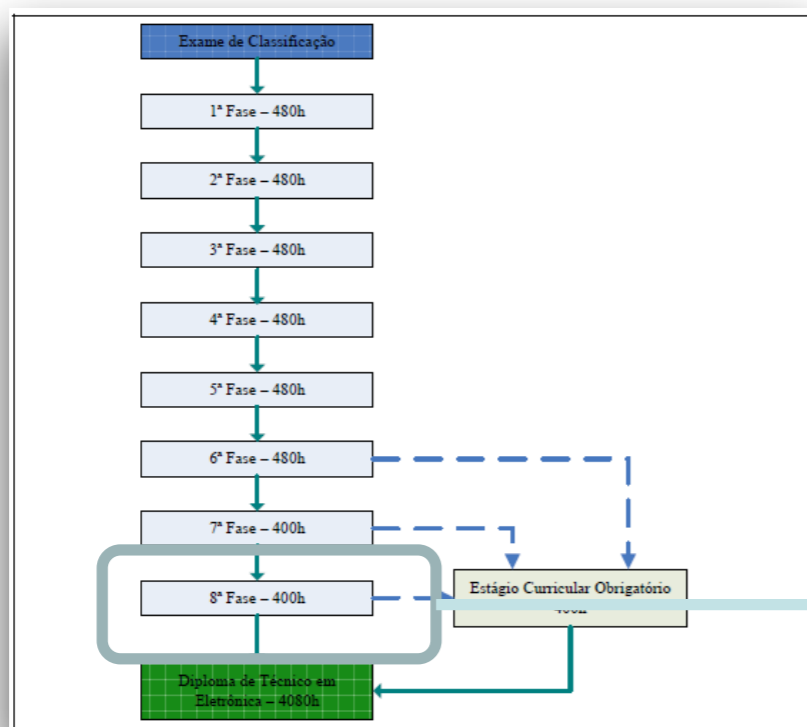 Exame de Classificação
1ª Fase – 480h
2ª Fase – 480h
3ª Fase – 480h
4ª Fase – 480h
5ª Fase – 480h
6ª Fase – 480h
7ª Fase – 400h
8ª Fase – 400h
Estágio Curricular Obrigatório
Diploma de Técnico em
Eletrônica – 4080h